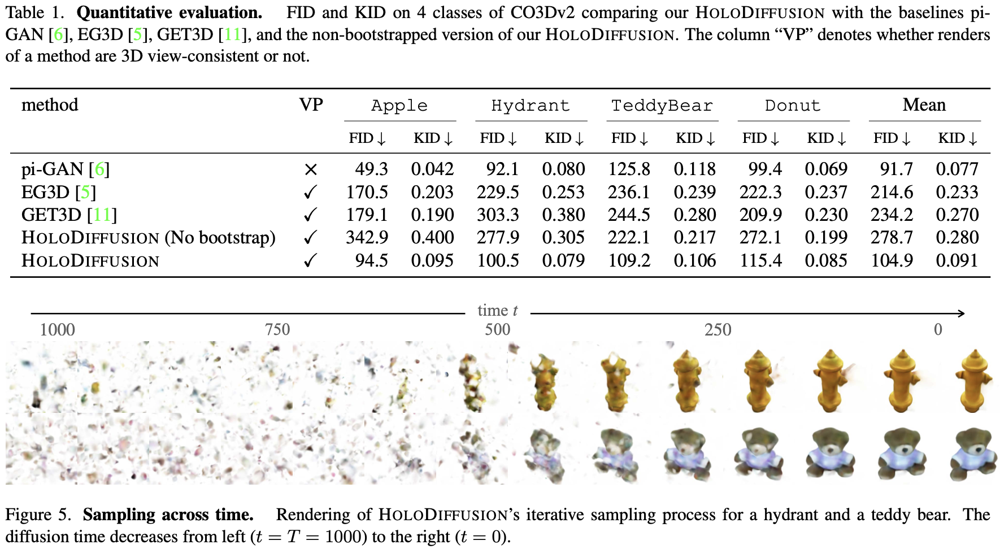 Table 1. Quantitative evaluation. FID and KID on 4 classes of CO3Dv2 comparing our HOLODIFFUSION with the baselines pi-
GAN [6], EG3D [5], GET3D [11], and the non-bootstrapped version of our HOLODIFFUSION. The column “VP” denotes whether renders
of a method are 3D view-consistent or not.
method VP Apple Hydrant TeddyBear Donut Mean
FID ↓ KID ↓ FID ↓ KID ↓ FID ↓ KID ↓ FID ↓ KID ↓ FID ↓ KID ↓
pi-GAN [6] ✕ 49.3 0.042 92.1 0.080 125.8 0.118 99.4 0.069 91.7 0.077
EG3D [5] ✓ 170.5 0.203 229.5 0.253 236.1 0.239 222.3 0.237 214.6 0.233
GET3D [11] ✓ 179.1 0.190 303.3 0.380 244.5 0.280 209.9 0.230 234.2 0.270
HOLODIFFUSION (No bootstrap) ✓ 342.9 0.400 277.9 0.305 222.1 0.217 272.1 0.199 278.7 0.280
HOLODIFFUSION ✓ 94.5 0.095 100.5 0.079 109.2 0.106 115.4 0.085 104.9 0.091
time t
1000 750 500 250 0
Figure 5. Sampling across time. Rendering of HOLODIFFUSION’s iterative sampling process for a hydrant and a teddy bear. The
diffusion time decreases from left (t = T = 1000) to the right (t = 0).